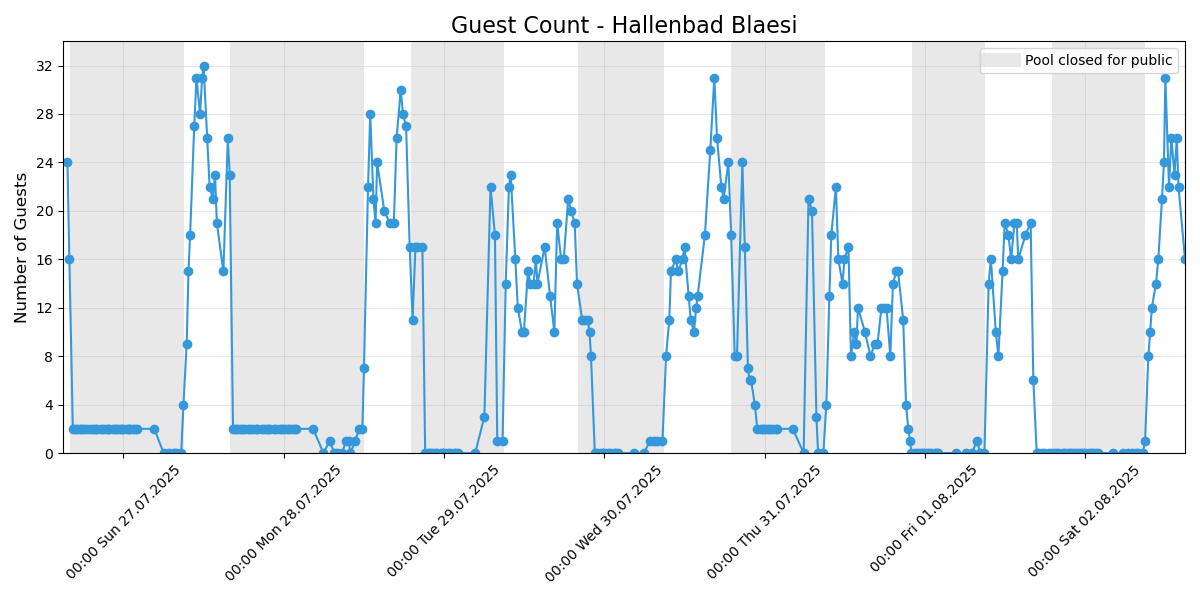 Guest Count - Hallenbad Blaesi
Pool closed for public
Number of Guests
32
28
24
20
16
12
8
4
0
00:00 Sun 27.07.2025
00:00 Mon 28.07.2025
00:00 Tue 29.07.2025
00:00 Wed 30.07.2025
00:00 Thu 31.07.2025
00:00 Fri 01.08.2025
00:00 Sat 02.08.2025